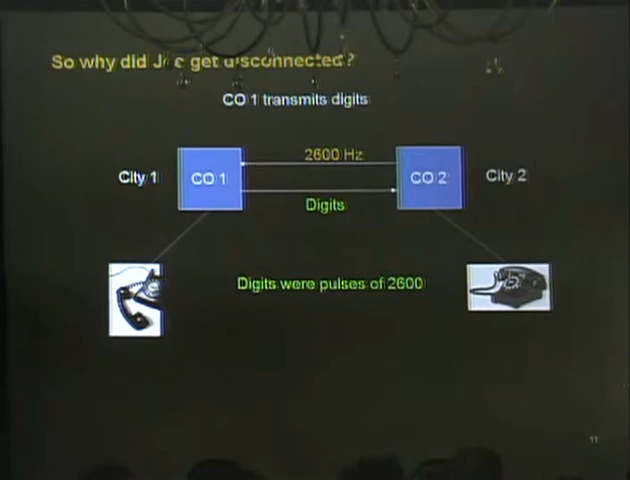 So why did Joe get disconnected?
CO 1 transmits digits
2600 Hz
City 1
CO 1
CO 2
City 2
Digits
Digits were pulses of 2600
11